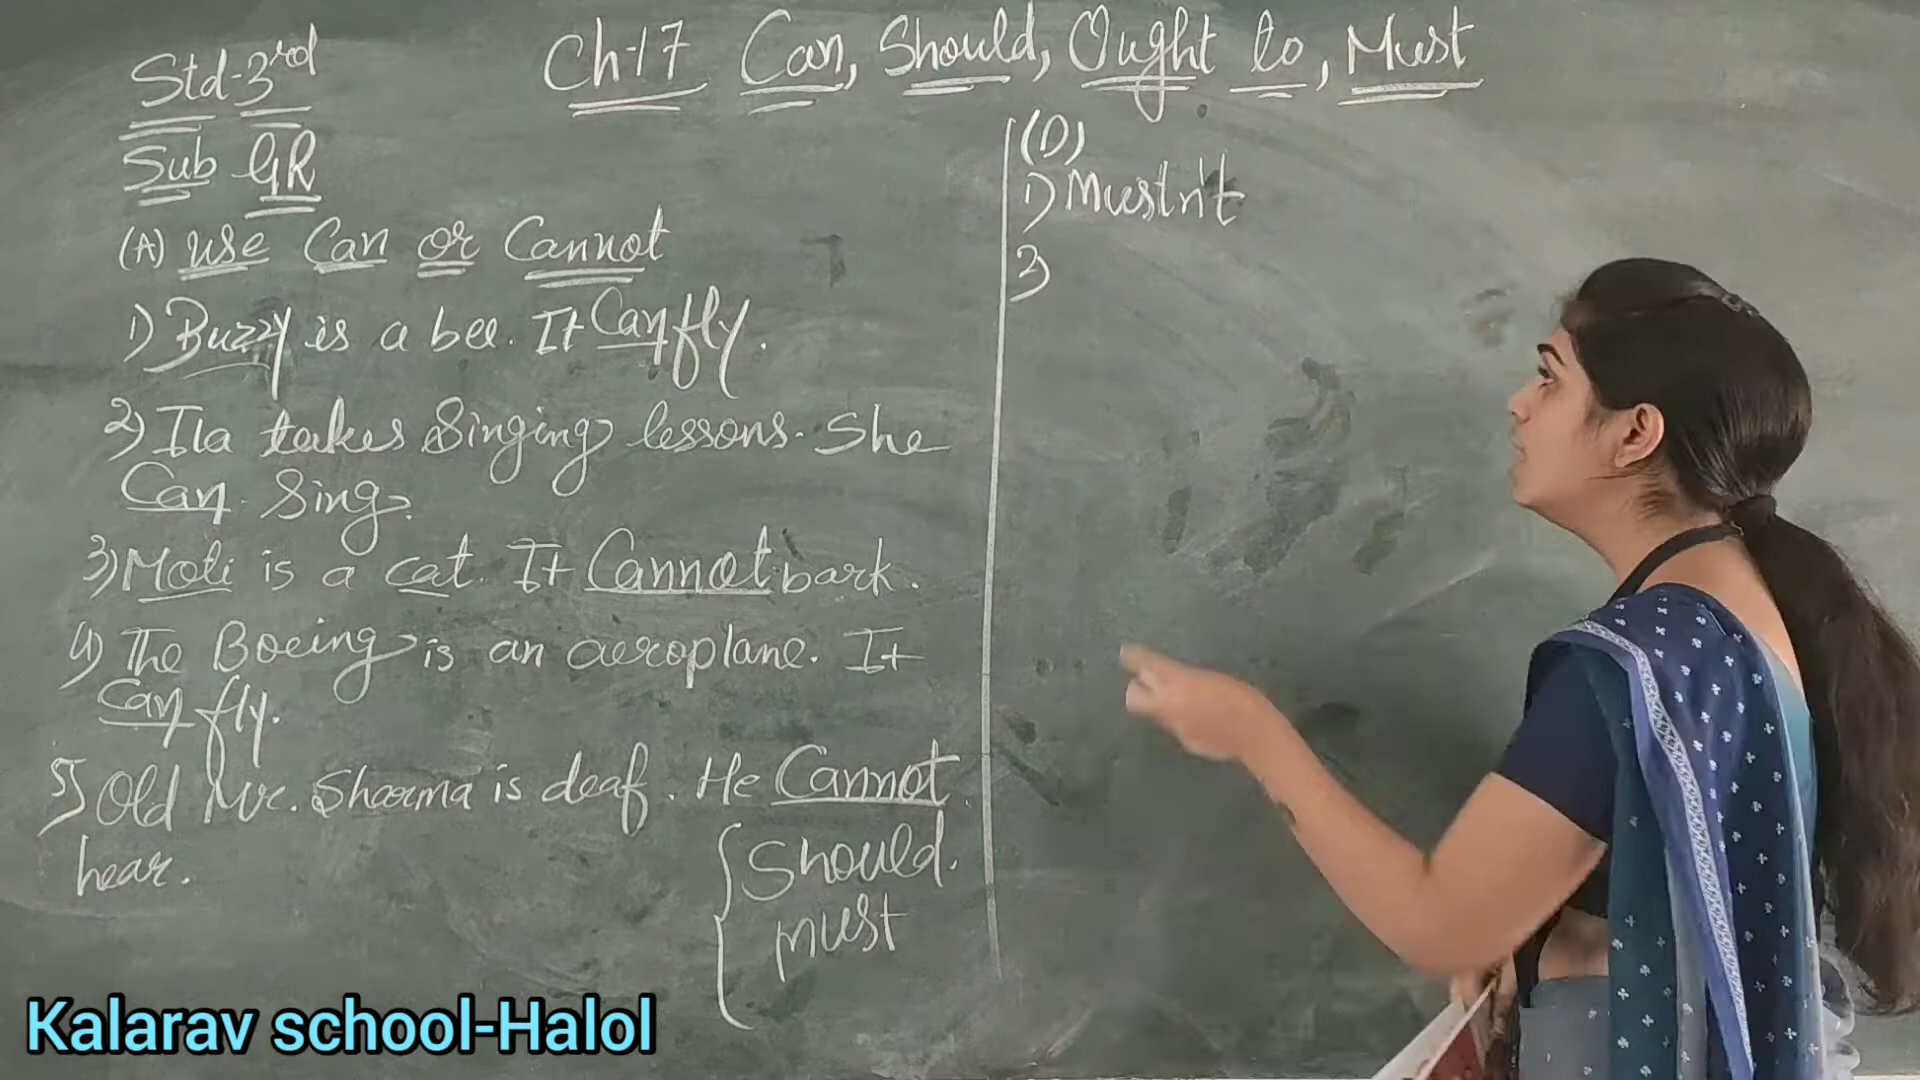 Std-3rd
Sub GR
Ch-17 Can, Should, Ought to, Must
(A) use Can or Cannot
1) Buzzy is a bee. It Can fly.
2) Ila takes Singing lessons. She
Can Sing.
3) Moti is a cat. It Cannot bark.
4) The Boeing is an aeroplane. It
Can fly.
5) Old Mr. Sharma is deaf. He Cannot
hear.
Should.
must
(D)
1) Must'n't
2)
Kalarav school-Halol